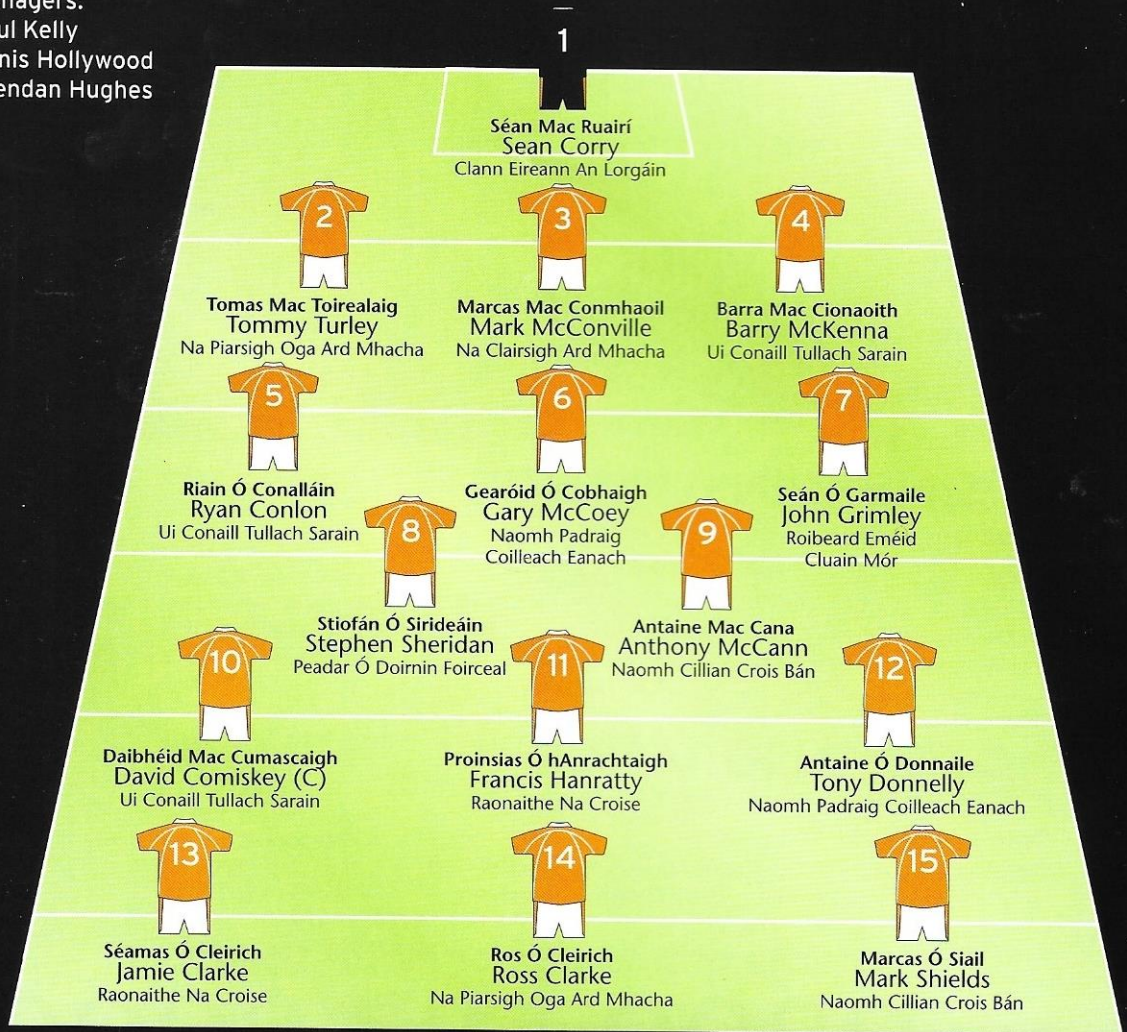 ul Kelly
nis Hollywood
endan Hughes
1
Séan Mac Ruairí
Sean Corry
Clann Eireann An Lorgáin
2
3
4
Tomas Mac Toirealaig
Tommy Turley
Na Piarsigh Oga Ard Mhacha
Marcas Mac Conmhaoil
Mark McConville
Na Clairsigh Ard Mhacha
Barra Mac Cionaoith
Barry McKenna
Ui Conaill Tullach Sarain
5
6
7
Riain Ó Conalláin
Ryan Conlon
Ui Conaill Tullach Sarain
Gearóid Ó Cobhaigh
Gary McCoey
Naomh Padraig
Coilleach Eanach
Seán Ó Garmaile
John Grimley
Roibeard Eméid
Cluain Mór
8
9
Stiofán Ó Sirideáin
Stephen Sheridan
Peadar Ó Doirnin Foirceal
Antaine Mac Cana
Anthony McCann
Naomh Cillian Crois Bán
10
11
12
Daibhéid Mac Cumascaigh
David Comiskey (C)
Ui Conaill Tullach Sarain
Proinsias Ó hAnrachtaigh
Francis Hanratty
Raonaithe Na Croise
Antaine Ó Donnaile
Tony Donnelly
Naomh Padraig Coilleach Eanach
13
14
15
Séamas Ó Cleirich
Jamie Clarke
Raonaithe Na Croise
Ros Ó Cleirich
Ross Clarke
Na Piarsigh Oga Ard Mhacha
Marcas Ó Siail
Mark Shields
Naomh Cillian Crois Bán